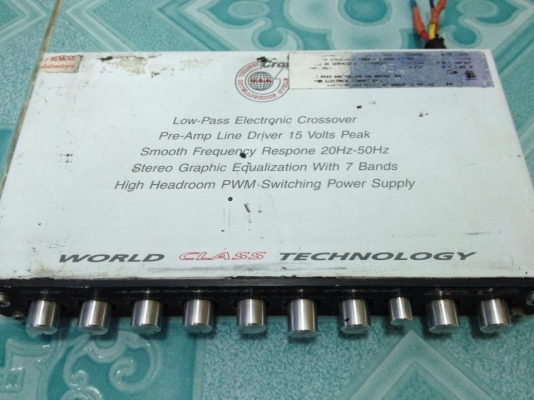 REMOVE
Low-Pass Electronic Crossover
Pre-Amp Line Driver 15 Volts Peak
Smooth Frequency Respone 20Hz-50Hz
Stereo Graphic Equalization With 7 Bands
High Headroom PWM Switching Power Supply
WORLD CLASS TECHNOLOGY